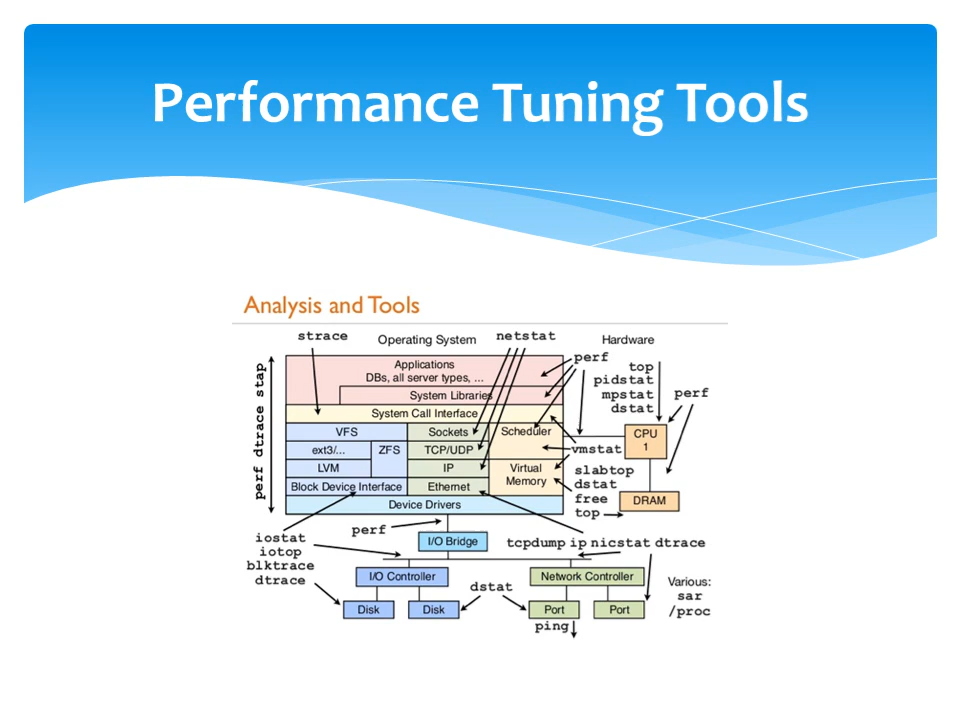 Performance Tuning Tools
Analysis and Tools
strace
Operating System
netstat
Hardware
perf dtrace stap
Applications
DBs, all server types, ...
System Libraries
System Call Interface
VFS
Sockets
Scheduler
ext3/...
ZFS
TCP/UDP
LVM
IP
Virtual
Memory
Block Device Interface
Ethernet
Device Drivers
perf
top
pidstat
mpstat
dstat
perf
CPU
1
vmstat
slabtop
dstat
free
top
DRAM
iostat
iotop
blktrace
dtrace
perf
I/O Bridge
tcpdump ip nicstat dtrace
I/O Controller
Network Controller
Disk
Disk
dstat
Port
Port
ping
Various:
sar
/proc